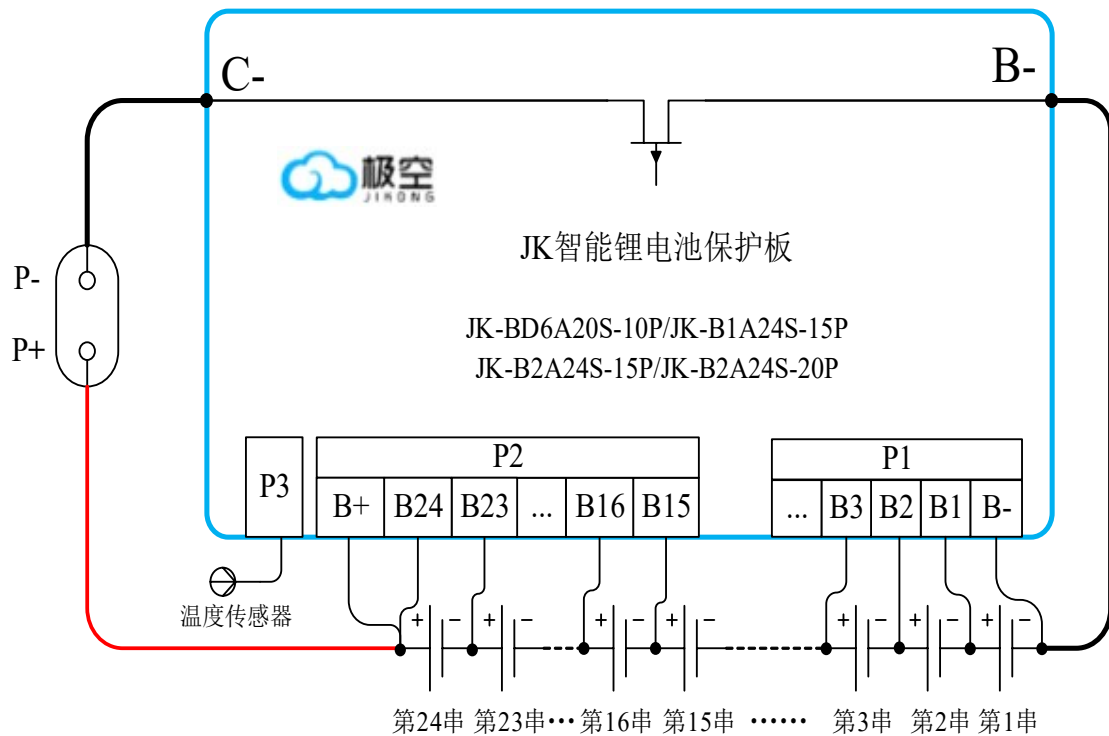 C-
B-
极空
JIKONG
JK智能锂电池保护板
P-
P+
JK-BD6A20S-10P/JK-B1A24S-15P
JK-B2A24S-15P/JK-B2A24S-20P
P3
P2
P1
B+ B24 B23 ... B16 B15
... B3 B2 B1 B-
温度传感器
+ − + − + − + − + − + − + −
第24串 第23串 ··· 第16串 第15串 ······ 第3串 第2串 第1串